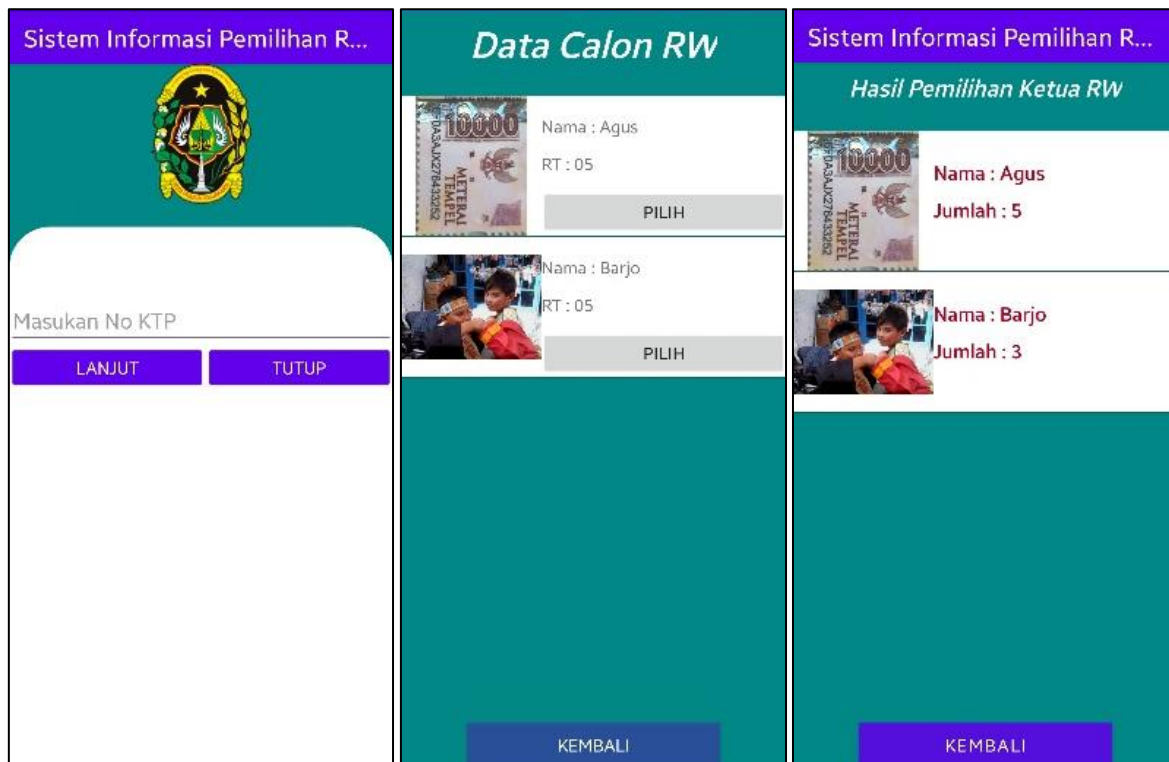 Sistem Informasi Pemilihan R...
Masukan No KTP
LANJUT
TUTUP
Data Calon RW
10000
METERAI
TEMPEL
Nama : Agus
RT : 05
PILIH
Nama : Barjo
RT : 05
PILIH
KEMBALI
Sistem Informasi Pemilihan R...
Hasil Pemilihan Ketua RW
10000
METERAI
TEMPEL
Nama : Agus
Jumlah : 5
Nama : Barjo
Jumlah : 3
KEMBALI